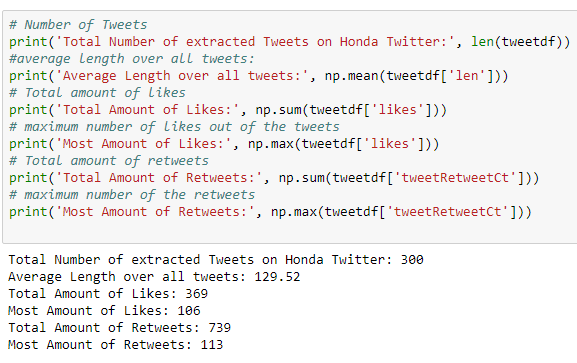 # Number of Tweets
print('Total Number of extracted Tweets on Honda Twitter:', len(tweetdf))
#average length over all tweets:
print('Average Length over all tweets:', np.mean(tweetdf['len']))
# Total amount of likes
print('Total Amount of Likes:', np.sum(tweetdf['likes']))
# maximum number of likes out of the tweets
print('Most Amount of Likes:', np.max(tweetdf['likes']))
# Total amount of retweets
print('Total Amount of Retweets:', np.sum(tweetdf['tweetRetweetCt']))
# maximum number of the retweets
print('Most Amount of Retweets:', np.max(tweetdf['tweetRetweetCt']))
Total Number of extracted Tweets on Honda Twitter: 300
Average Length over all tweets: 129.52
Total Amount of Likes: 369
Most Amount of Likes: 106
Total Amount of Retweets: 739
Most Amount of Retweets: 113